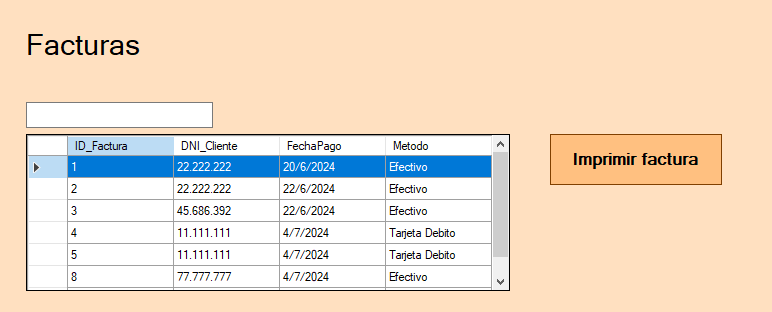 Facturas
ID_Factura DNI_Cliente FechaPago Metodo
1 22.222.222 20/6/2024 Efectivo
Imprimir factura
2 22.222.222 22/6/2024 Efectivo
3 45.686.392 22/6/2024 Efectivo
4 11.111.111 4/7/2024 Tarjeta Debito
5 11.111.111 4/7/2024 Tarjeta Debito
8 77.777.777 4/7/2024 Efectivo